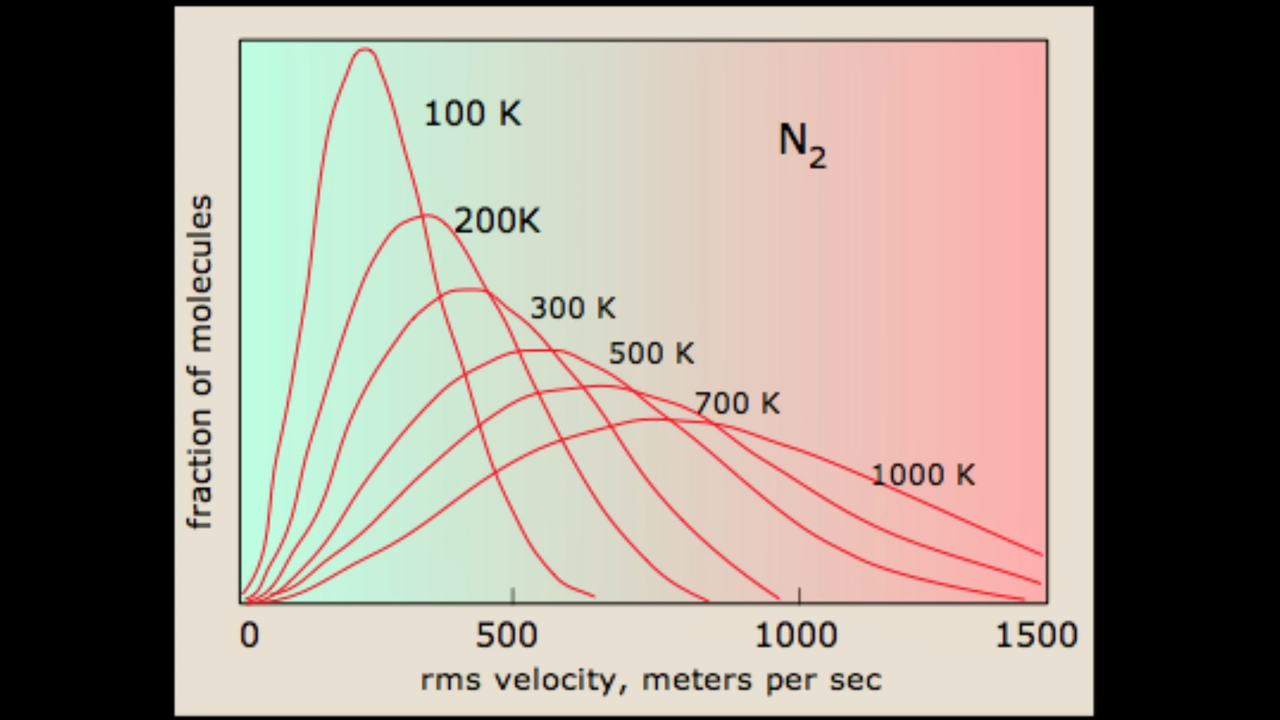 100 K
N₂
200K
300 K
500 K
700 K
1000 K
fraction of molecules
0 500 1000 1500
rms velocity, meters per sec